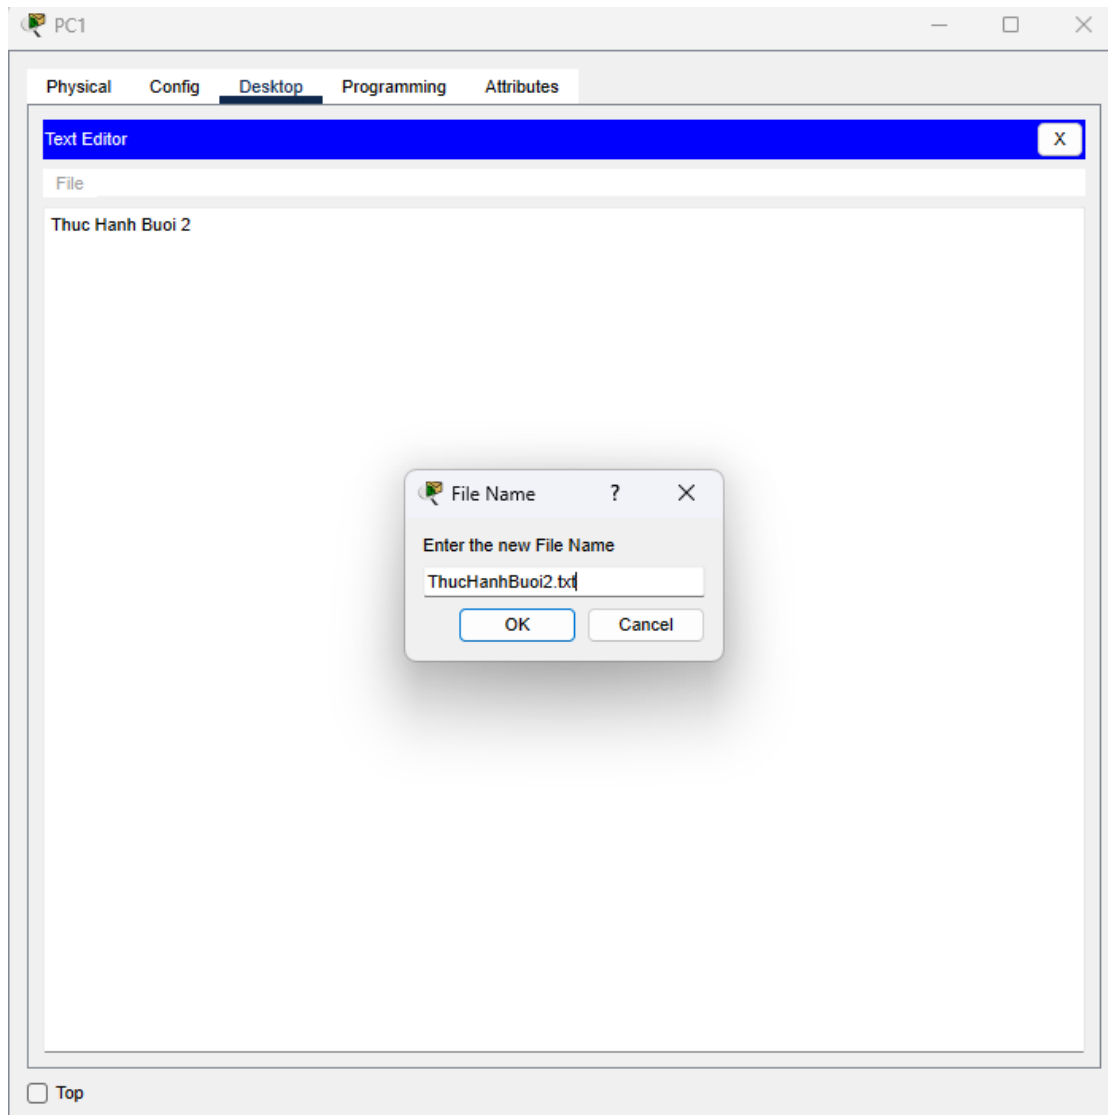 PC1
Physical Config Desktop Programming Attributes
Text Editor X
File
Thuc Hanh Buoi 2
File Name ?
Enter the new File Name
ThucHanhBuoi2.txt
OK Cancel
Top